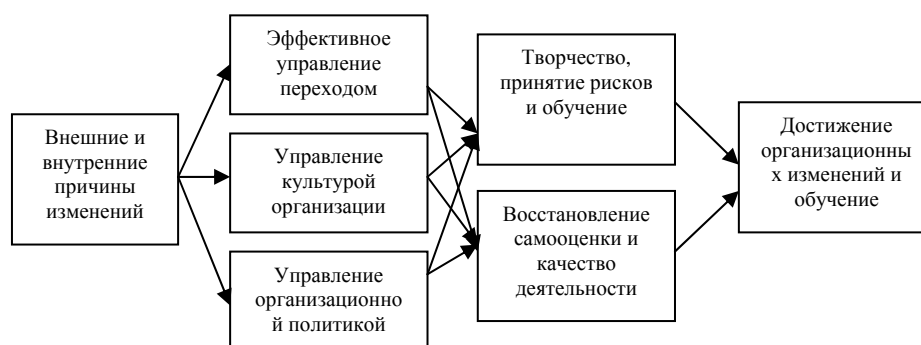 Внешние и
внутренние
причины
изменений
Эффективное
управление
переходом
Управление
культурой
организации
Управление
организационно
й политикой
Творчество,
принятие рисков
и обучение
Восстановление
самооценки и
качество
деятельности
Достижение
организационны
х изменений и
обучение